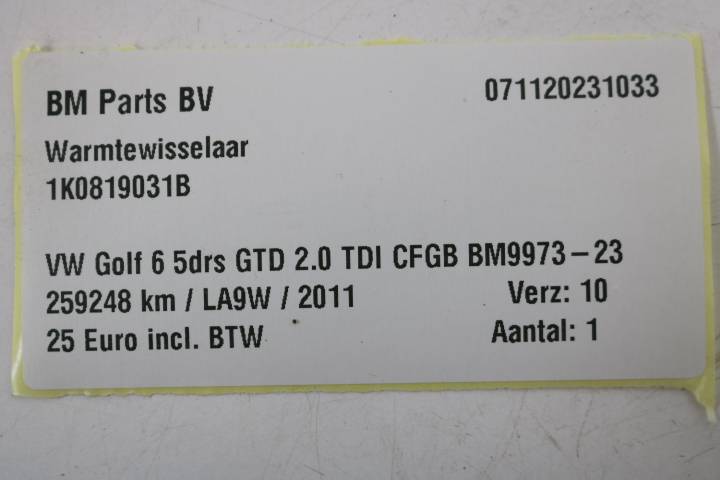 BM Parts BV 071120231033
Warmtewisselaar
1K0819031B
VW Golf 6 5drs GTD 2.0 TDI CFGB BM9973-23
259248 km / LA9W / 2011 Verz: 10
25 Euro incl. BTW Aantal: 1